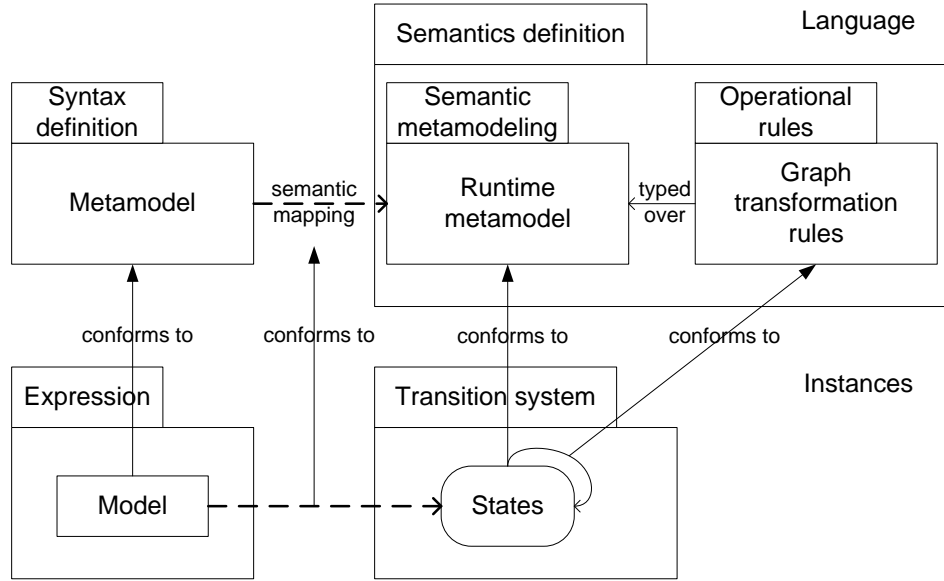 Semantics definition
Language
Syntax
definition
Semantic
metamodeling
Operational
rules
Metamodel
semantic
mapping
Runtime
metamodel
typed
over
Graph
transformation
rules
conforms to
conforms to
conforms to
conforms to
Expression
Transition system
Instances
Model
States